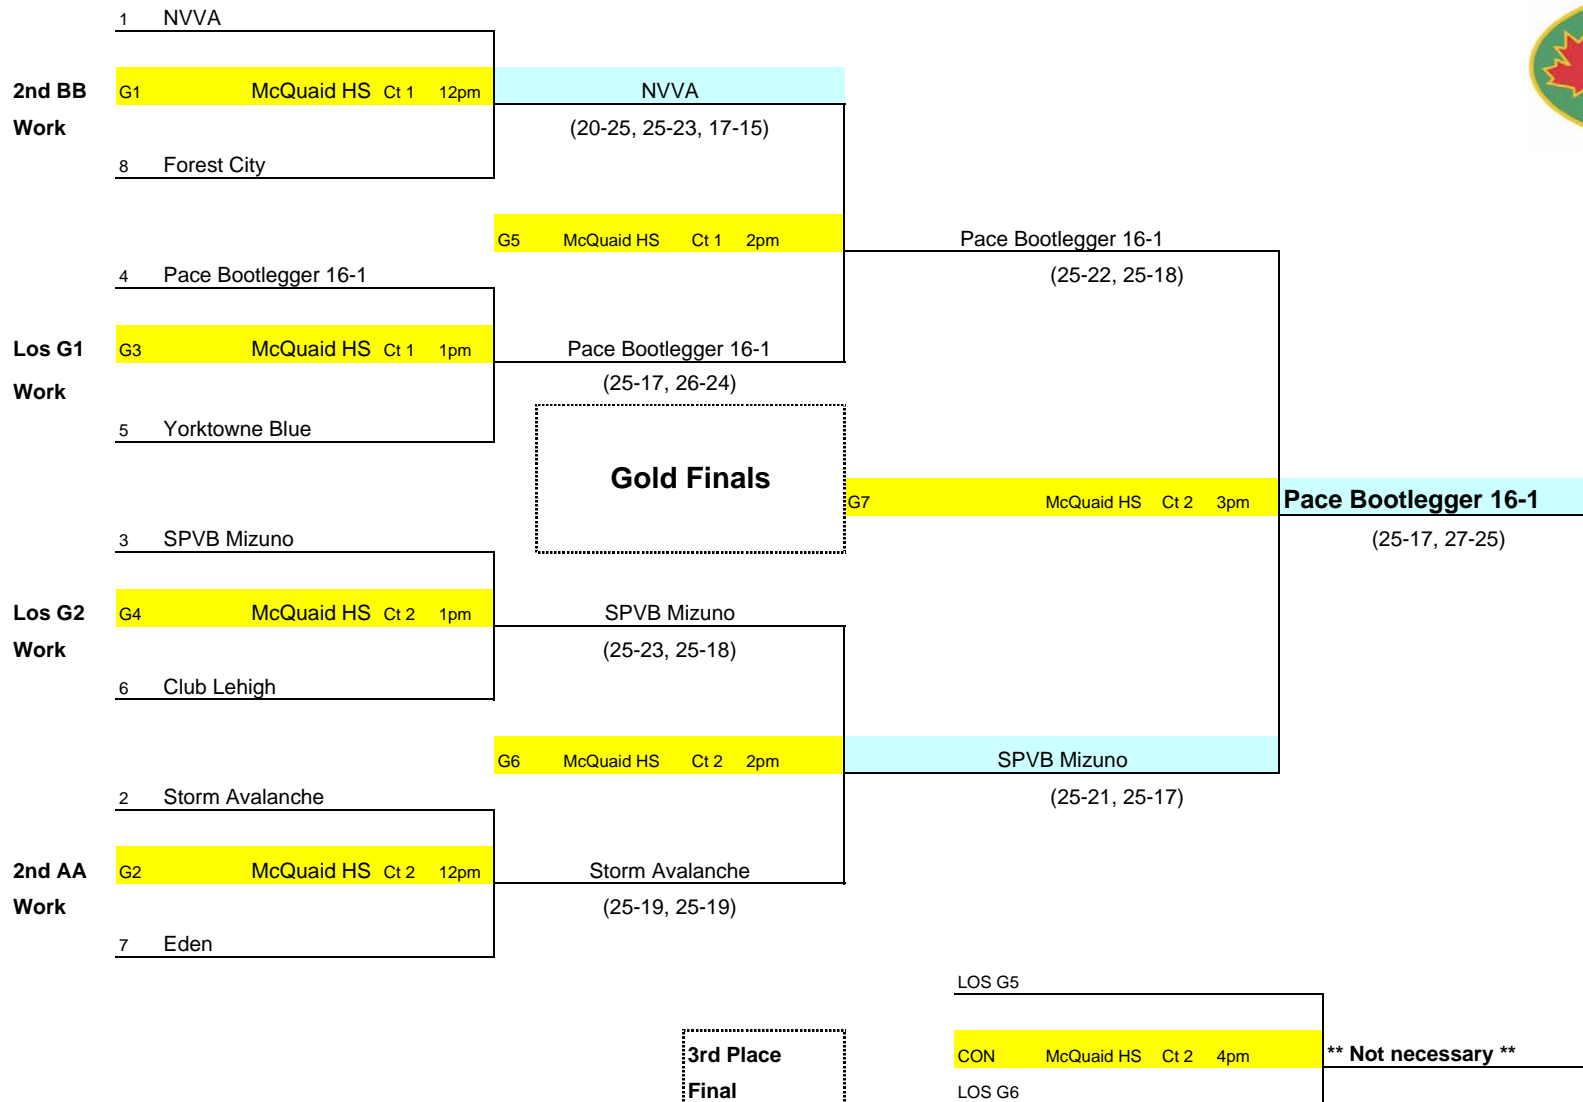 1 NVVA
2nd BB G1 McQuaid HS Ct 1 12pm NVVA
Work (20-25, 25-23, 17-15)
8 Forest City
G5 McQuaid HS Ct 1 2pm Pace Bootlegger 16-1
4 Pace Bootlegger 16-1 (25-22, 25-18)
Los G1 G3 McQuaid HS Ct 1 1pm Pace Bootlegger 16-1
Work (25-17, 26-24)
5 Yorktowne Blue
Gold Finals
G7 McQuaid HS Ct 2 3pm Pace Bootlegger 16-1
3 SPVB Mizuno (25-17, 27-25)
Los G2 G4 McQuaid HS Ct 2 1pm SPVB Mizuno
Work (25-23, 25-18)
6 Club Lehigh
G6 McQuaid HS Ct 2 2pm SPVB Mizuno
2 Storm Avalanche (25-21, 25-17)
2nd AA G2 McQuaid HS Ct 2 12pm Storm Avalanche
Work (25-19, 25-19)
7 Eden
LOS G5
3rd Place CON McQuaid HS Ct 2 4pm ** Not necessary **
Final LOS G6